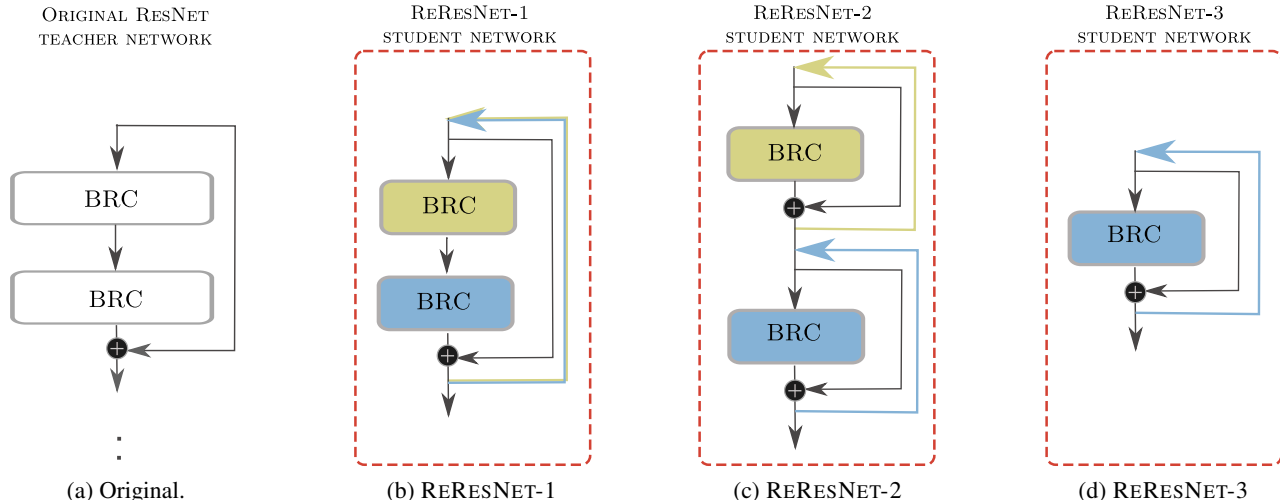 ORIGINAL RESNET
TEACHER NETWORK
BRC
BRC
(a) Original.
RERESNET-1
STUDENT NETWORK
BRC
BRC
(b) RERESNET-1
RERESNET-2
STUDENT NETWORK
BRC
BRC
(c) RERESNET-2
RERESNET-3
STUDENT NETWORK
BRC
(d) RERESNET-3